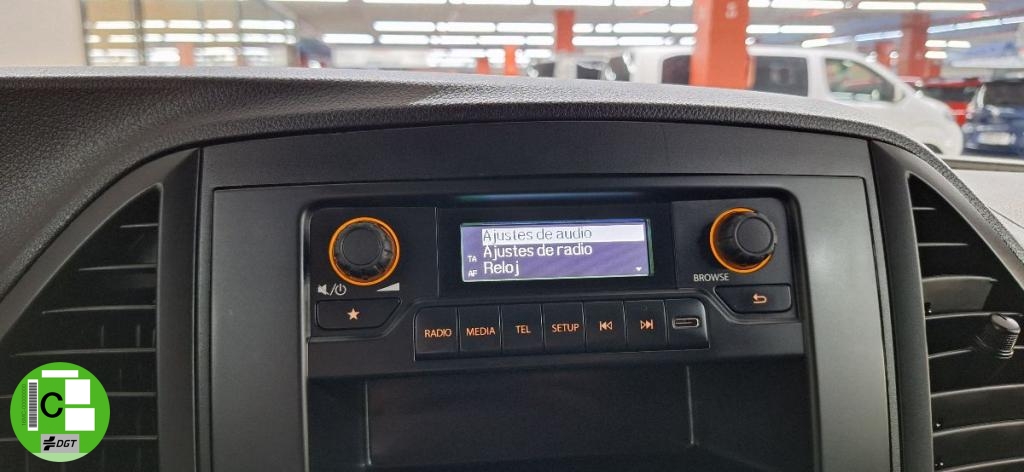 Ajustes de audio
Ajustes de radio
Reloj
TA
AF
BROWSE
RADIO MEDIA TEL SETUP
C
DGT